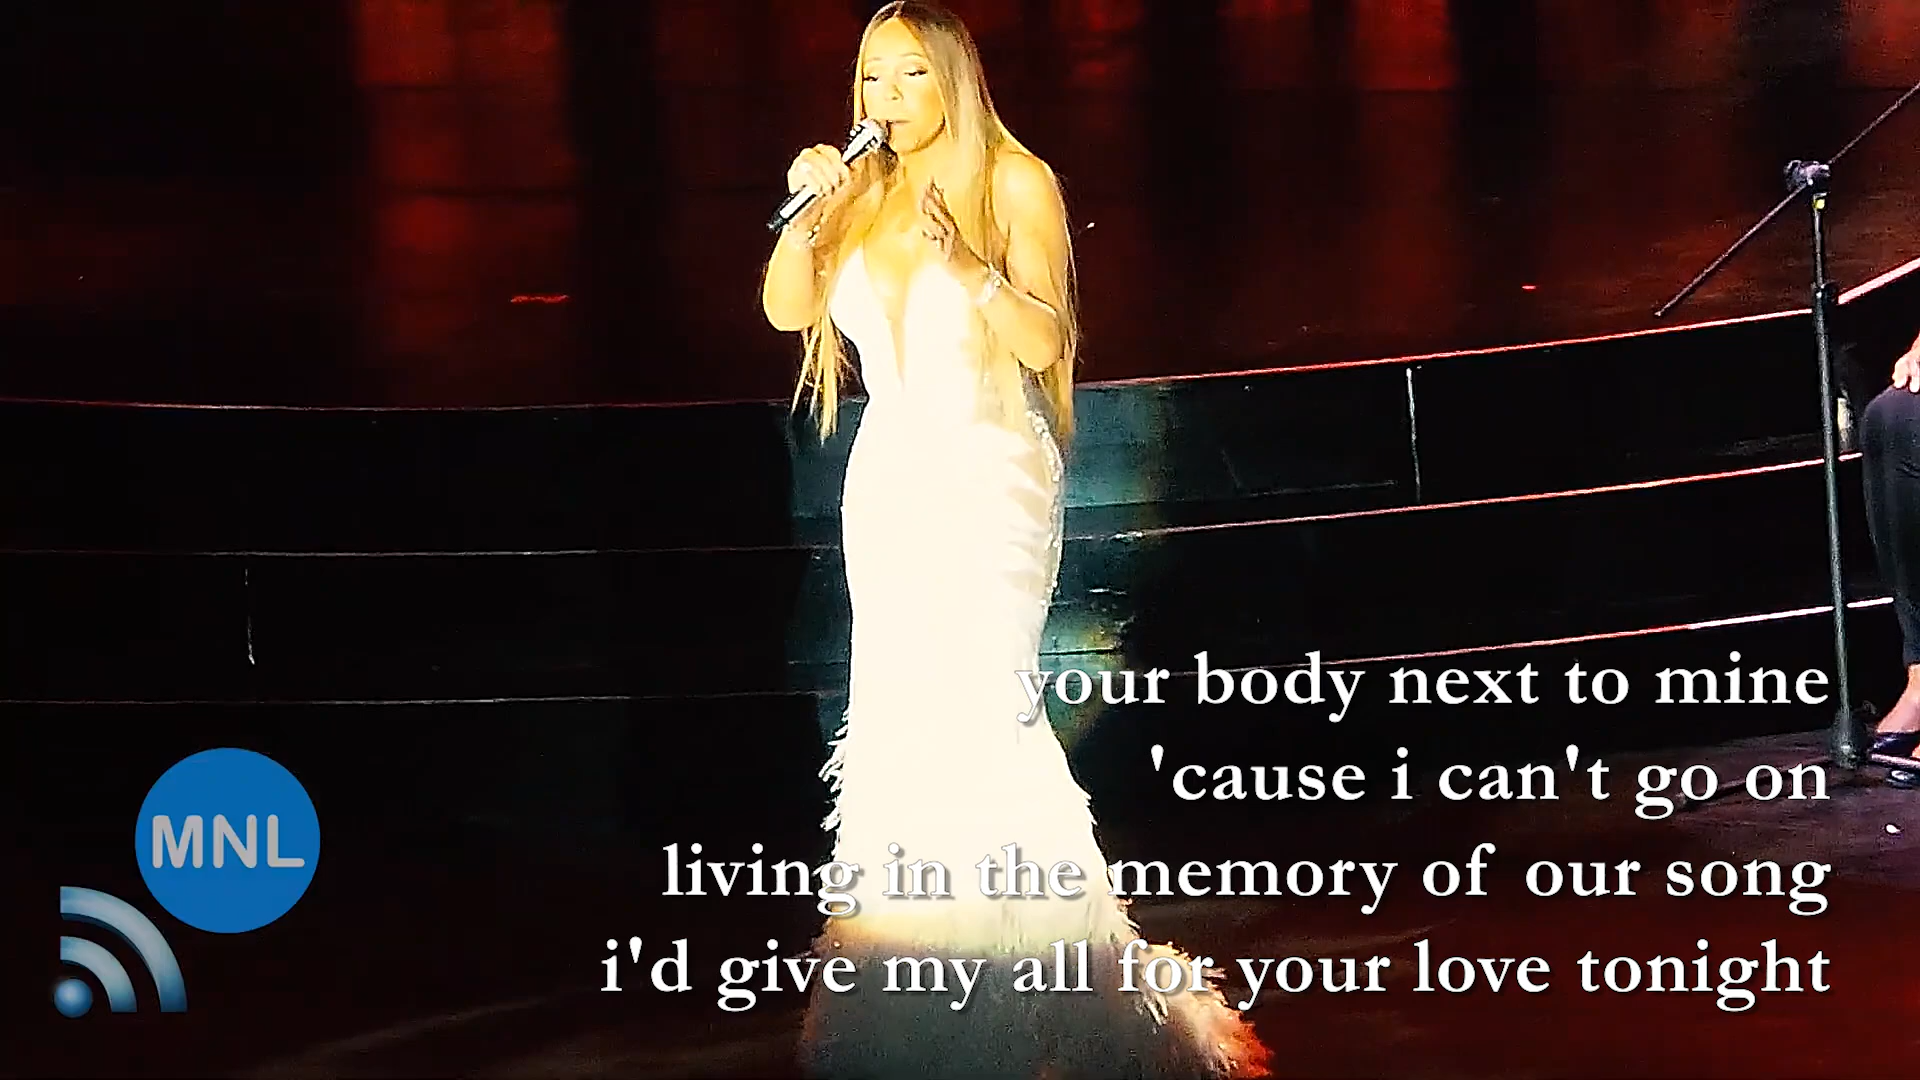 your body next to mine
'cause i can't go on
living in the memory of our song
i'd give my all for your love tonight
MNL